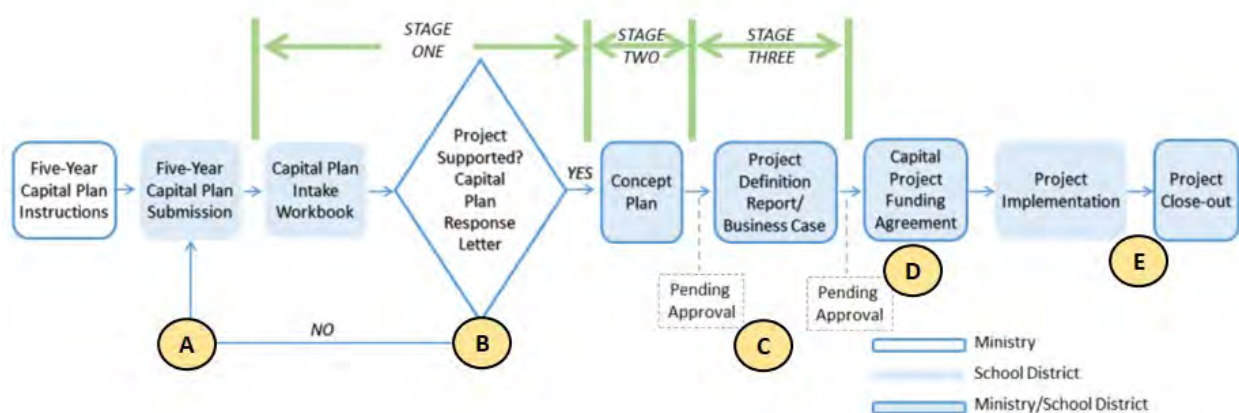 STAGE
ONE
STAGE
TWO
STAGE
THREE
Five-Year
Capital Plan
Instructions
Five-Year
Capital Plan
Submission
Capital Plan
Intake
Workbook
Project
Supported?
Capital
Plan
Response
Letter
YES
Concept
Plan
Project
Definition
Report/
Business Case
Capital
Project
Funding
Agreement
Project
Implementation
Project
Close-out
Pending
Approval
Pending
Approval
NO
A
B
C
D
E
Ministry
School District
Ministry/School District